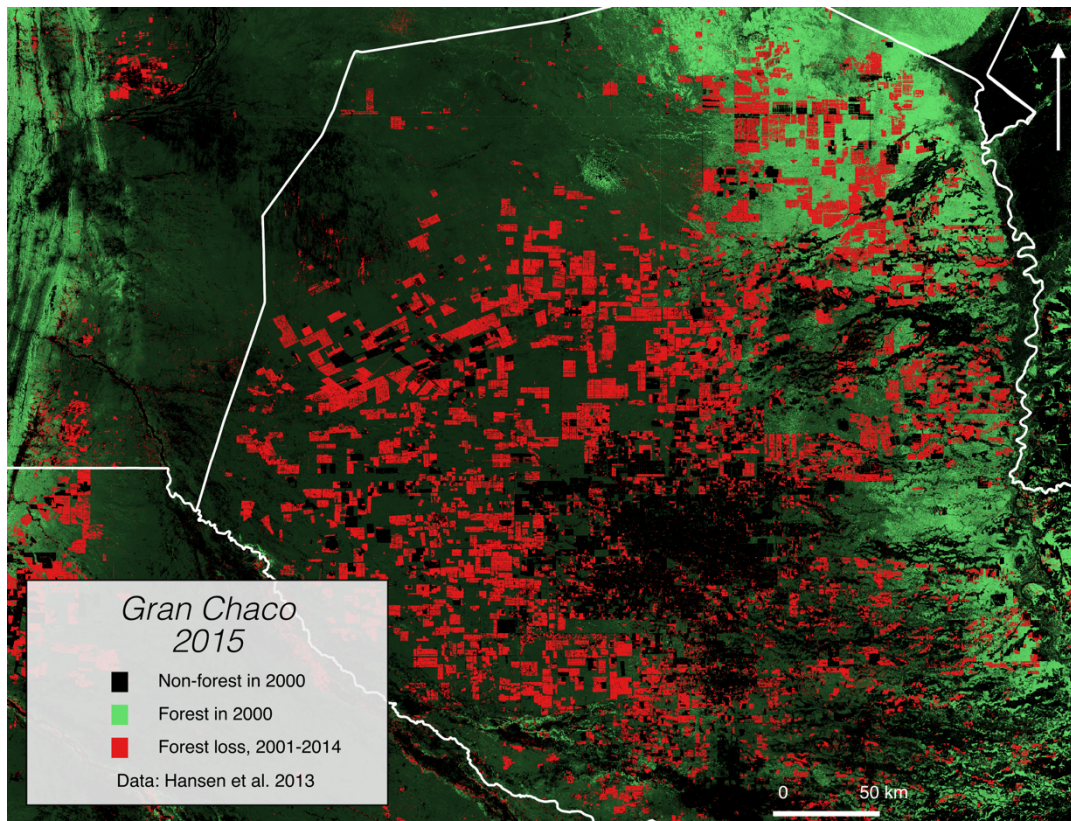 Gran Chaco
2015
Non-forest in 2000
Forest in 2000
Forest loss, 2001-2014
Data: Hansen et al. 2013
0 50 km